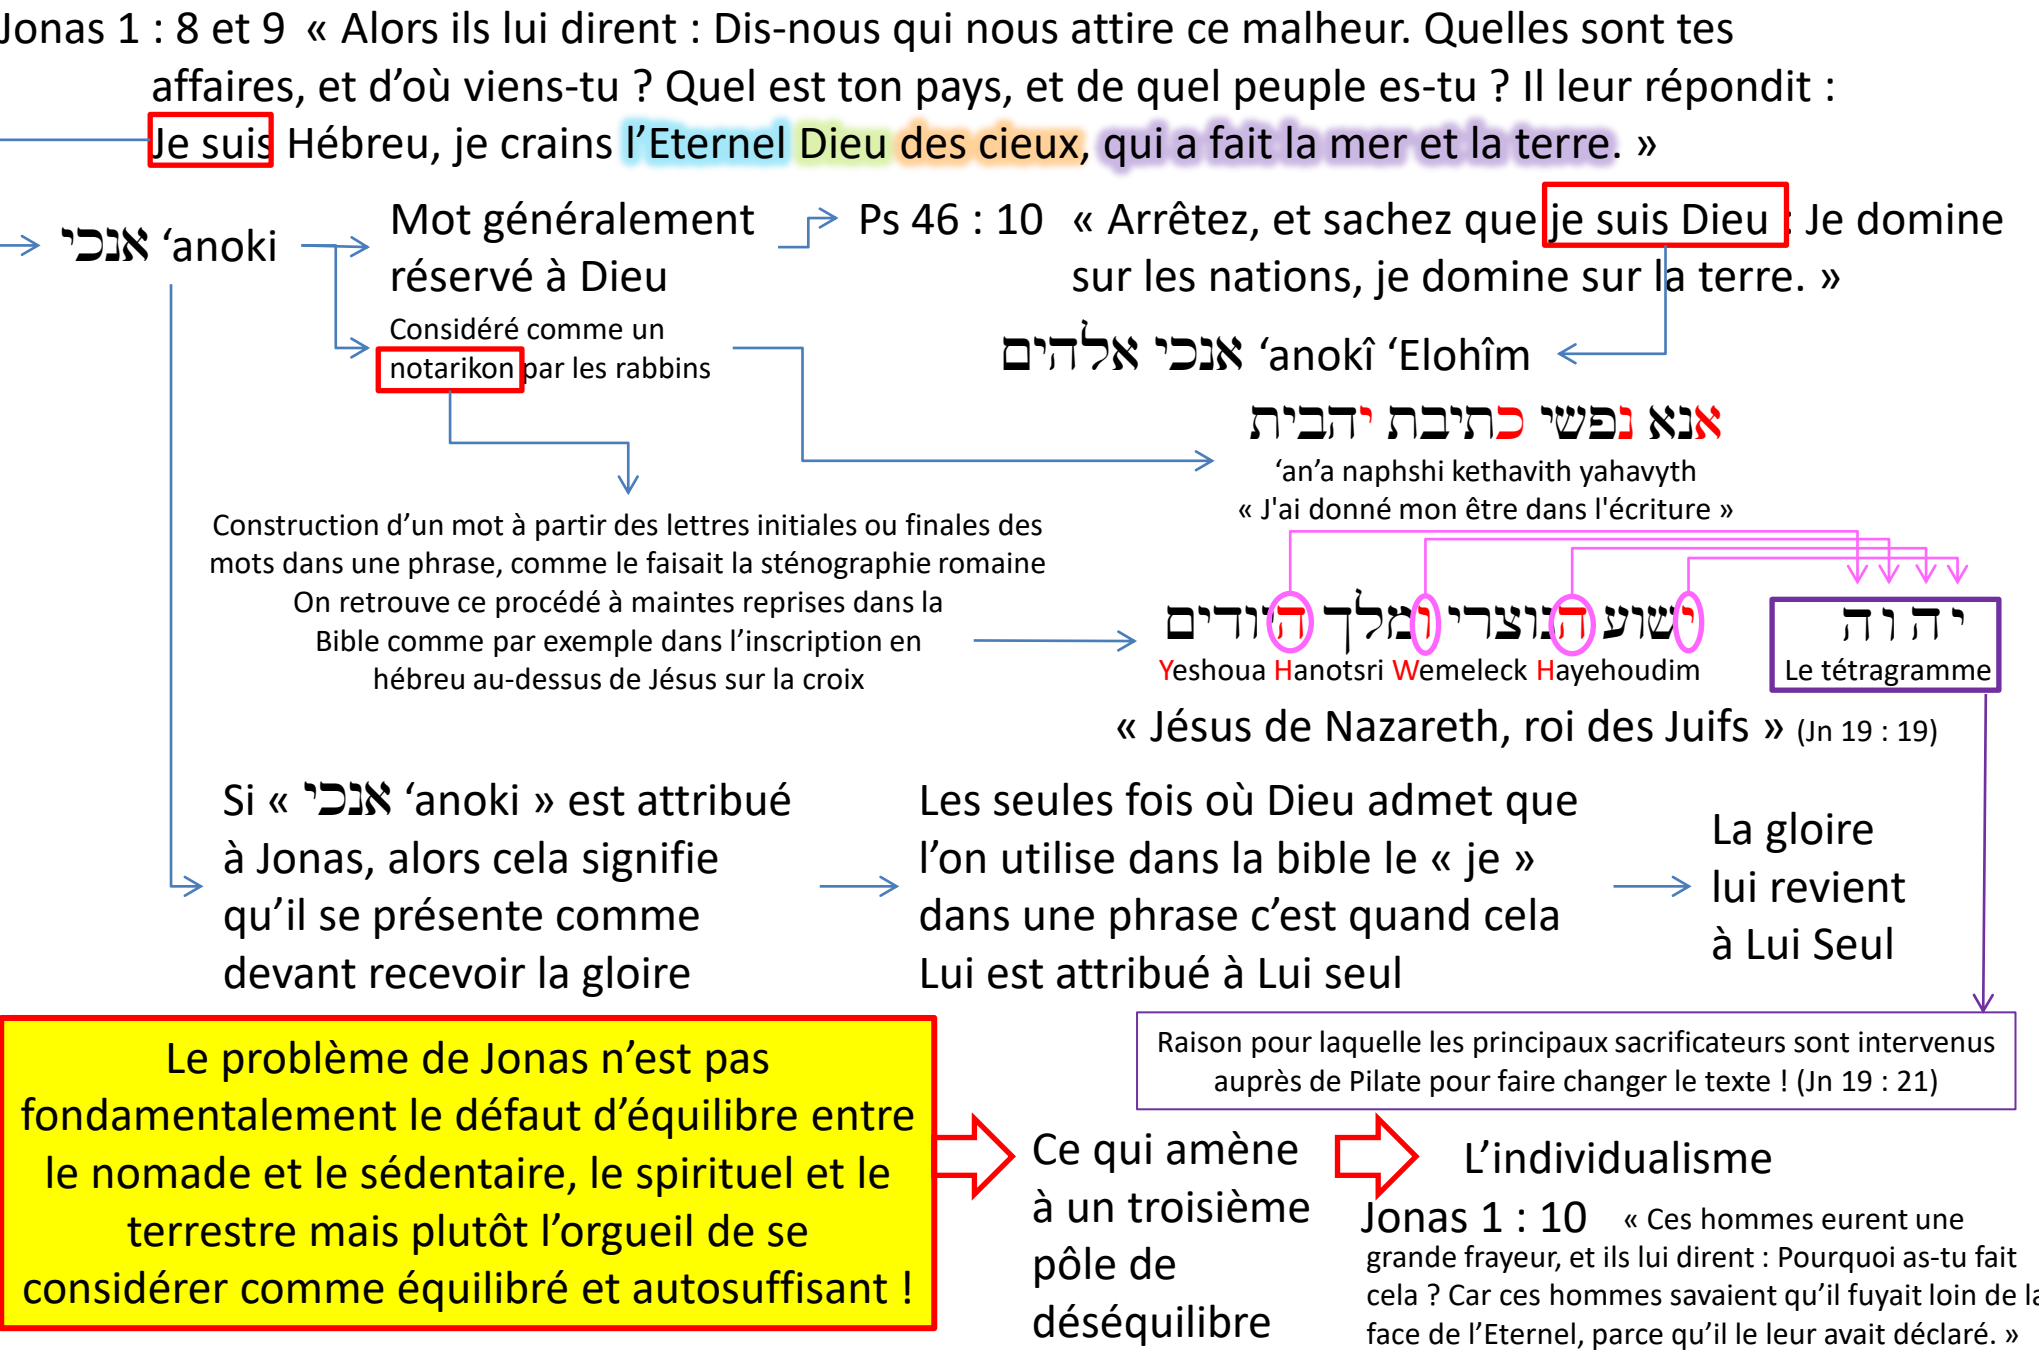 Jonas 1 : 8 et 9 « Alors ils lui dirent : Dis-nous qui nous attire ce malheur. Quelles sont tes
affaires, et d’où viens-tu ? Quel est ton pays, et de quel peuple es-tu ? Il leur répondit :
Je suis Hébreu, je crains l’Eternel Dieu des cieux, qui a fait la mer et la terre. »
אנכי ‘anoki
Mot généralement
réservé à Dieu
Ps 46 : 10 « Arrêtez, et sachez que je suis Dieu : Je domine
sur les nations, je domine sur la terre. »
Considéré comme un
notarikon par les rabbins
אנכי אלהים ‘anokî ‘Elohîm
אנא נפשי כתיבת יהבית
‘an’a naphshi kethavith yahavyth
« J'ai donné mon être dans l'écriture »
Construction d’un mot à partir des lettres initiales ou finales des
mots dans une phrase, comme le faisait la sténographie romaine
On retrouve ce procédé à maintes reprises dans la
Bible comme par exemple dans l’inscription en
hébreu au-dessus de Jésus sur la croix
ישוע הנוצרי ומלך היודים
Yeshoua Hanotsri Wemeleck Hayehoudim
י ה ו ה
Le tétragramme
« Jésus de Nazareth, roi des Juifs » (Jn 19 : 19)
Si « אנכי ‘anoki » est attribué
à Jonas, alors cela signifie
qu’il se présente comme
devant recevoir la gloire
Les seules fois où Dieu admet que
l’on utilise dans la bible le « je »
dans une phrase c’est quand cela
Lui est attribué à Lui seul
La gloire
lui revient
à Lui Seul
Raison pour laquelle les principaux sacrificateurs sont intervenus
auprès de Pilate pour faire changer le texte ! (Jn 19 : 21)
Le problème de Jonas n’est pas
fondamentalement le défaut d’équilibre entre
le nomade et le sédentaire, le spirituel et le
terrestre mais plutôt l’orgueil de se
considérer comme équilibré et autosuffisant !
Ce qui amène
à un troisième
pôle de
déséquilibre
L’individualisme
Jonas 1 : 10 « Ces hommes eurent une
grande frayeur, et ils lui dirent : Pourquoi as-tu fait
cela ? Car ces hommes savaient qu’il fuyait loin de la
face de l’Eternel, parce qu’il le leur avait déclaré. »